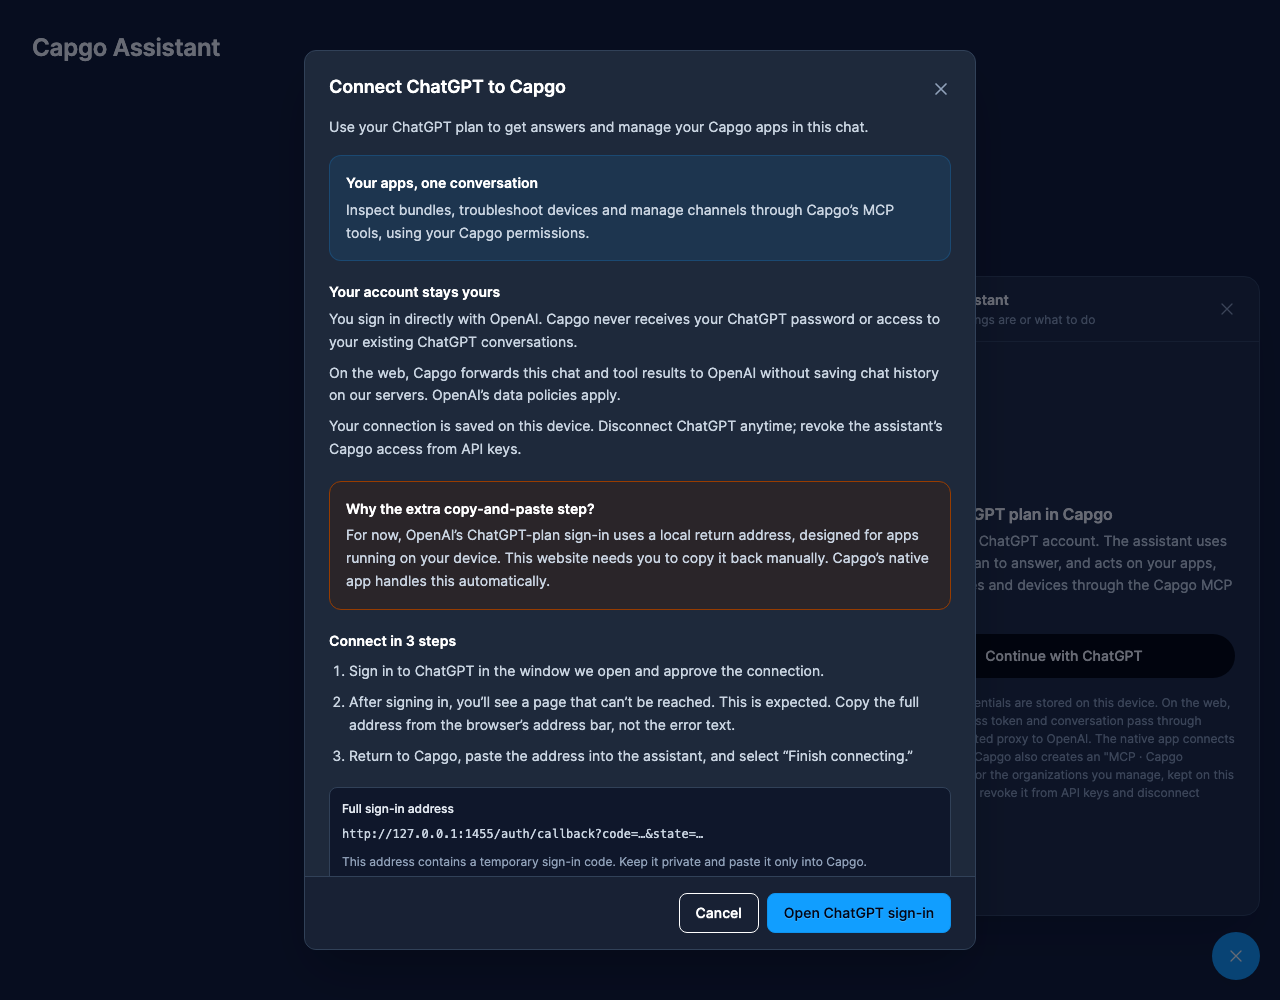 Capgo Assistant
Connect ChatGPT to Capgo
Use your ChatGPT plan to get answers and manage your Capgo apps in this chat.
Your apps, one conversation
Inspect bundles, troubleshoot devices and manage channels through Capgo’s MCP
tools, using your Capgo permissions.
Your account stays yours
You sign in directly with OpenAI. Capgo never receives your ChatGPT password or access to
your existing ChatGPT conversations.
On the web, Capgo forwards this chat and tool results to OpenAI without saving chat history
on our servers. OpenAI’s data policies apply.
Your connection is saved on this device. Disconnect ChatGPT anytime; revoke the assistant’s
Capgo access from API keys.
Why the extra copy-and-paste step?
For now, OpenAI’s ChatGPT-plan sign-in uses a local return address, designed for apps
running on your device. This website needs you to copy it back manually. Capgo’s native
app handles this automatically.
Connect in 3 steps
1. Sign in to ChatGPT in the window we open and approve the connection.
2. After signing in, you’ll see a page that can’t be reached. This is expected. Copy the full
address from the browser’s address bar, not the error text.
3. Return to Capgo, paste the address into the assistant, and select “Finish connecting.”
Full sign-in address
http://127.0.0.1:1455/auth/callback?code=…&state=…
This address contains a temporary sign-in code. Keep it private and paste it only into Capgo.
Cancel
Open ChatGPT sign-in
stant
ngs are or what to do
GPT plan in Capgo
ChatGPT account. The assistant uses
an to answer, and acts on your apps,
s and devices through the Capgo MCP
Continue with ChatGPT
entials are stored on this device. On the web,
ss token and conversation pass through
ted proxy to OpenAI. The native app connects
Capgo also creates an "MCP · Capgo
or the organizations you manage, kept on this
revoke it from API keys and disconnect